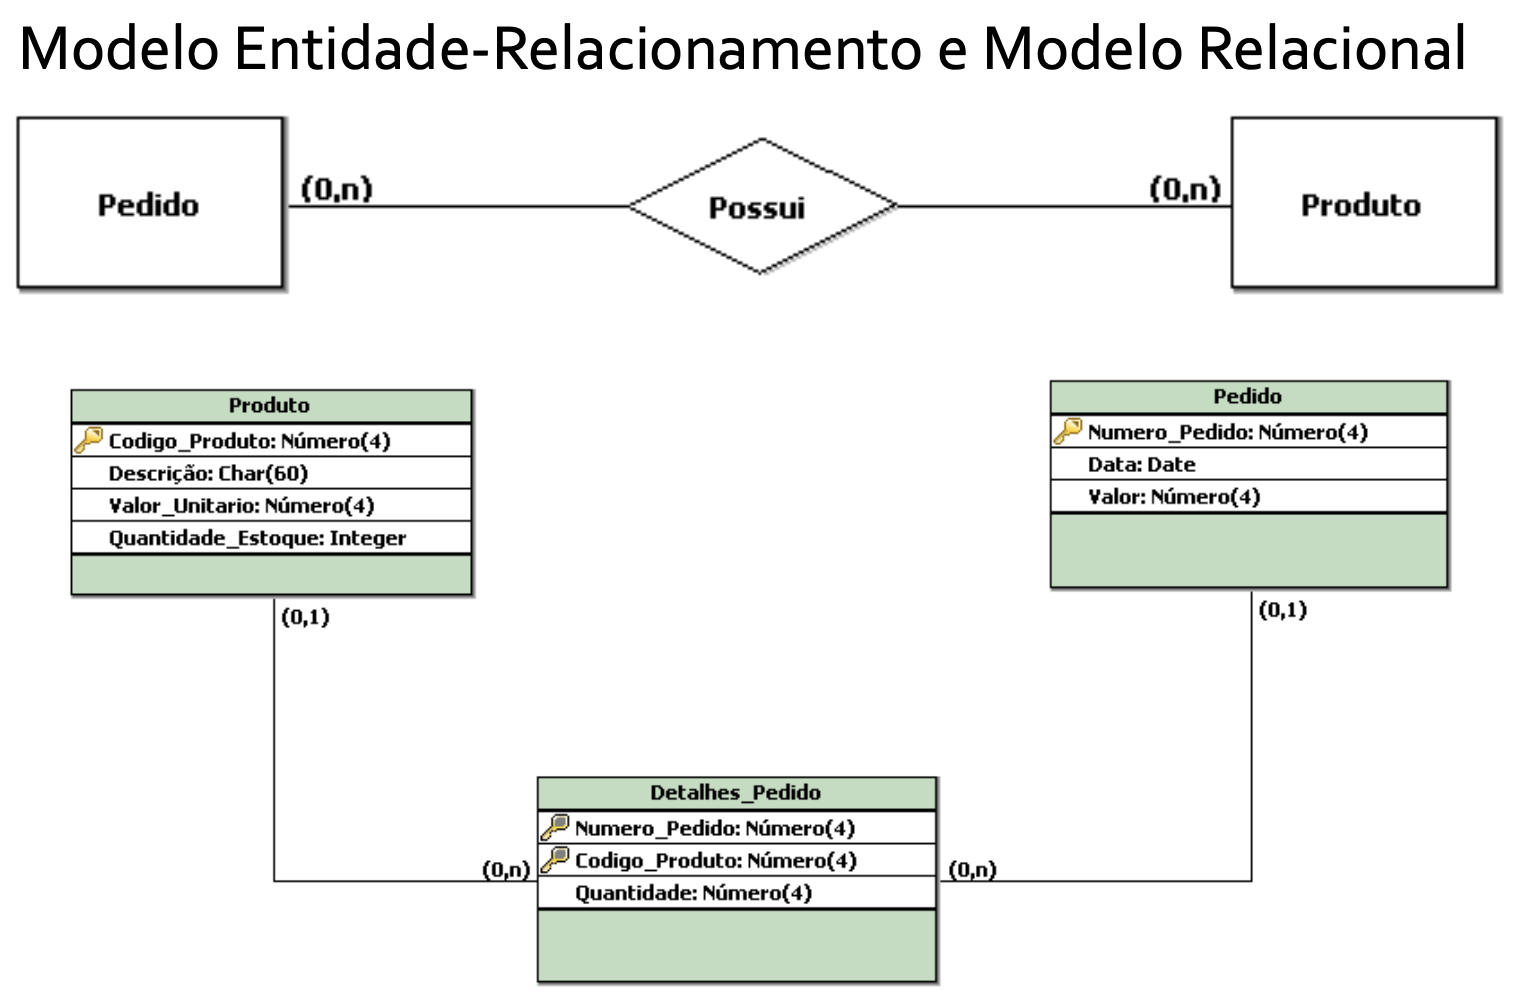 Modelo Entidade-Relacionamento e Modelo Relacional
Pedido
(0,n)
Possui
(0,n)
Produto
Produto
Codigo_Produto: Número(4)
Descrição: Char(60)
Valor_Unitario: Número(4)
Quantidade_Estoque: Integer
(0,1)
Pedido
Numero_Pedido: Número(4)
Data: Date
Valor: Número(4)
(0,1)
Detalhes_Pedido
Numero_Pedido: Número(4)
Codigo_Produto: Número(4)
Quantidade: Número(4)
(0,n)
(0,n)